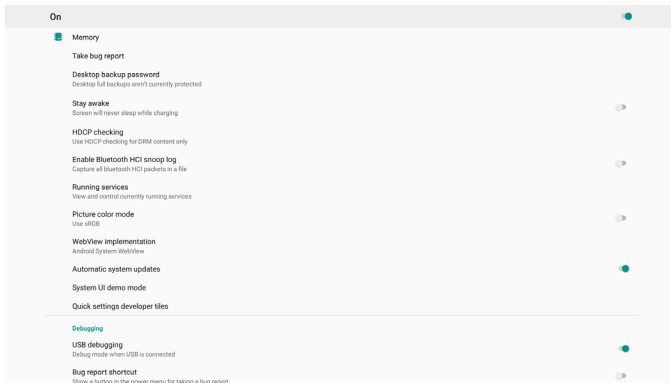 On
Memory
Take bug report
Desktop backup password
Desktop full backups aren't currently protected
Stay awake
Screen will never sleep while charging
HDCP checking
Use HDCP checking for DRM content only
Enable Bluetooth HCI snoop log
Capture all bluetooth HCI packets in a file
Running services
View and control currently running services
Picture color mode
Use sRGB
WebView implementation
Android System WebView
Automatic system updates
System UI demo mode
Quick settings developer tiles
Debugging
USB debugging
Debug mode when USB is connected
Bug report shortcut
Show a button in the power menu for taking a bug report